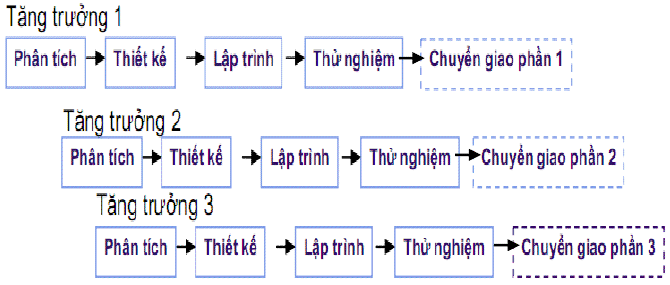 Tăng trưởng 1
Phân tích Thiết kế Lập trình Thử nghiệm Chuyển giao phần 1
Tăng trưởng 2
Phân tích Thiết kế Lập trình Thử nghiệm Chuyển giao phần 2
Tăng trưởng 3
Phân tích Thiết kế Lập trình Thử nghiệm Chuyển giao phần 3